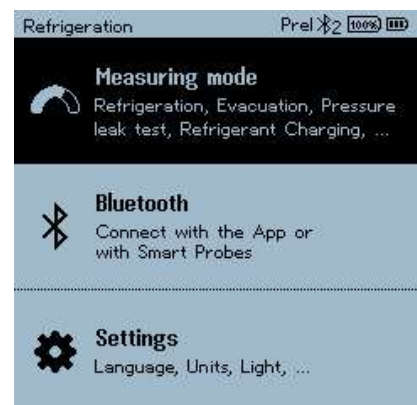 Refrigeration Prel 2 100%
Measuring mode
Refrigeration, Evacuation, Pressure
leak test, Refrigerant Charging, ...
Bluetooth
Connect with the App or
with Smart Probes
Settings
Language, Units, Light, ...